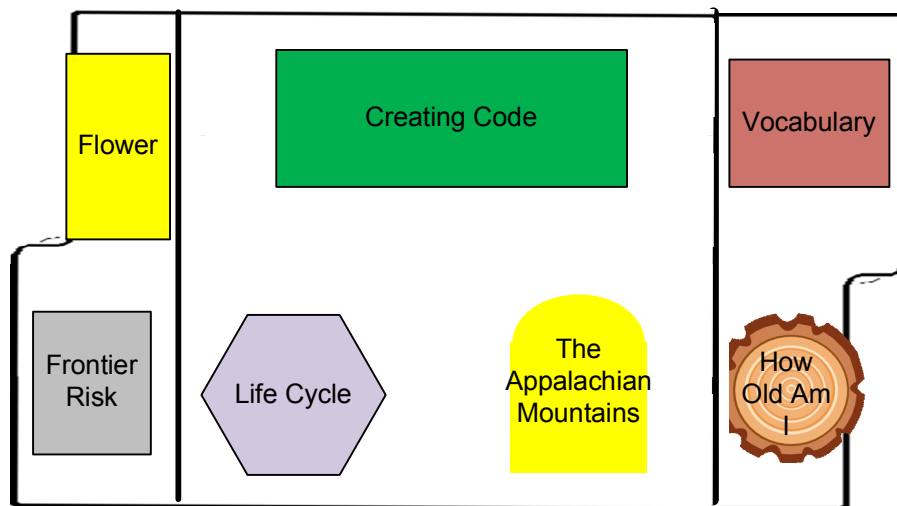 Flower
Creating Code
Vocabulary
Frontier
Risk
Life Cycle
The
Appalachian
Mountains
How
Old Am
I